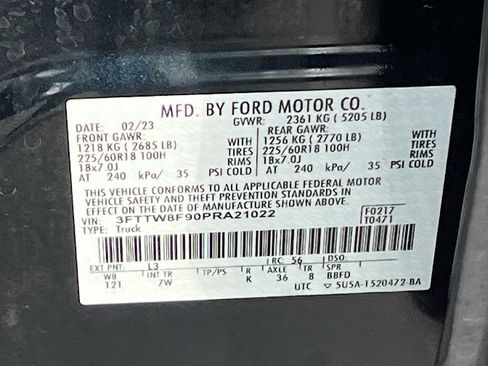 MFD. BY FORD MOTOR CO.
DATE: 02/23 GVWR: 2361 KG ( 5205 LB)
FRONT GAWR: REAR GAWR:
1218 KG ( 2685 LB) WITH 1256 KG ( 2770 LB) WITH
225/60R18 100H TIRES 225/60R18 100H TIRES
18x7.0J RIMS 18x7.0J RIMS
AT 240 kPa/ 35 PSI COLD AT 240 kPa/ 35 PSI COLD
THIS VEHICLE CONFORMS TO ALL APPLICABLE FEDERAL MOTOR
VEHICLE SAFETY AND THEFT PREVENTION STANDARDS IN
EFFECT ON THE DATE OF MANUFACTURE SHOWN ABOVE.
VIN: 3FTTW8F90PRA21022 F0217
TYPE: Truck T0471
EXT PNT: L3 RC: 56 DSO:
WB INT TR TP/PS R AXLE TR SPR
121 7W K 36 8 BBFD
UTC ▽ 5U5A-1520472-BA